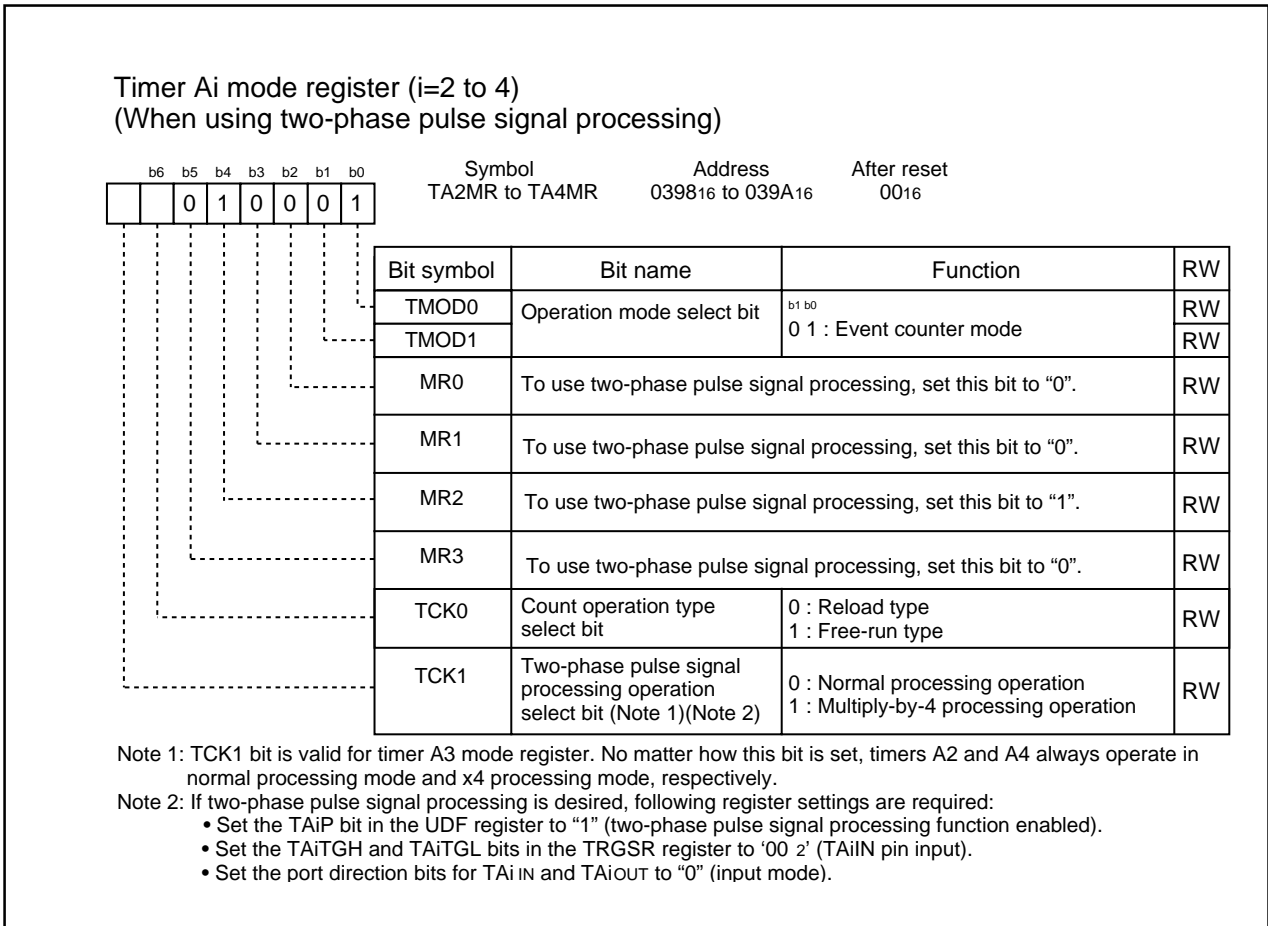 Timer Ai mode register (i=2 to 4)
(When using two-phase pulse signal processing)
b6 b5 b4 b3 b2 b1 b0
0 1 0 0 0 1
Symbol Address After reset
TA2MR to TA4MR 039816 to 039A16 0016
Bit symbol Bit name Function RW
TMOD0 Operation mode select bit b1 b0 RW
TMOD1 0 1 : Event counter mode RW
MR0 To use two-phase pulse signal processing, set this bit to “0”. RW
MR1 To use two-phase pulse signal processing, set this bit to “0”. RW
MR2 To use two-phase pulse signal processing, set this bit to “1”. RW
MR3 To use two-phase pulse signal processing, set this bit to “0”. RW
TCK0 Count operation type 0 : Reload type RW
select bit 1 : Free-run type
TCK1 Two-phase pulse signal
processing operation 0 : Normal processing operation RW
select bit (Note 1)(Note 2) 1 : Multiply-by-4 processing operation
Note 1: TCK1 bit is valid for timer A3 mode register. No matter how this bit is set, timers A2 and A4 always operate in
normal processing mode and x4 processing mode, respectively.
Note 2: If two-phase pulse signal processing is desired, following register settings are required:
• Set the TAiP bit in the UDF register to “1” (two-phase pulse signal processing function enabled).
• Set the TAiTGH and TAiTGL bits in the TRGSR register to ‘00 2’ (TAiIN pin input).
• Set the port direction bits for TAi IN and TAiOUT to “0” (input mode).